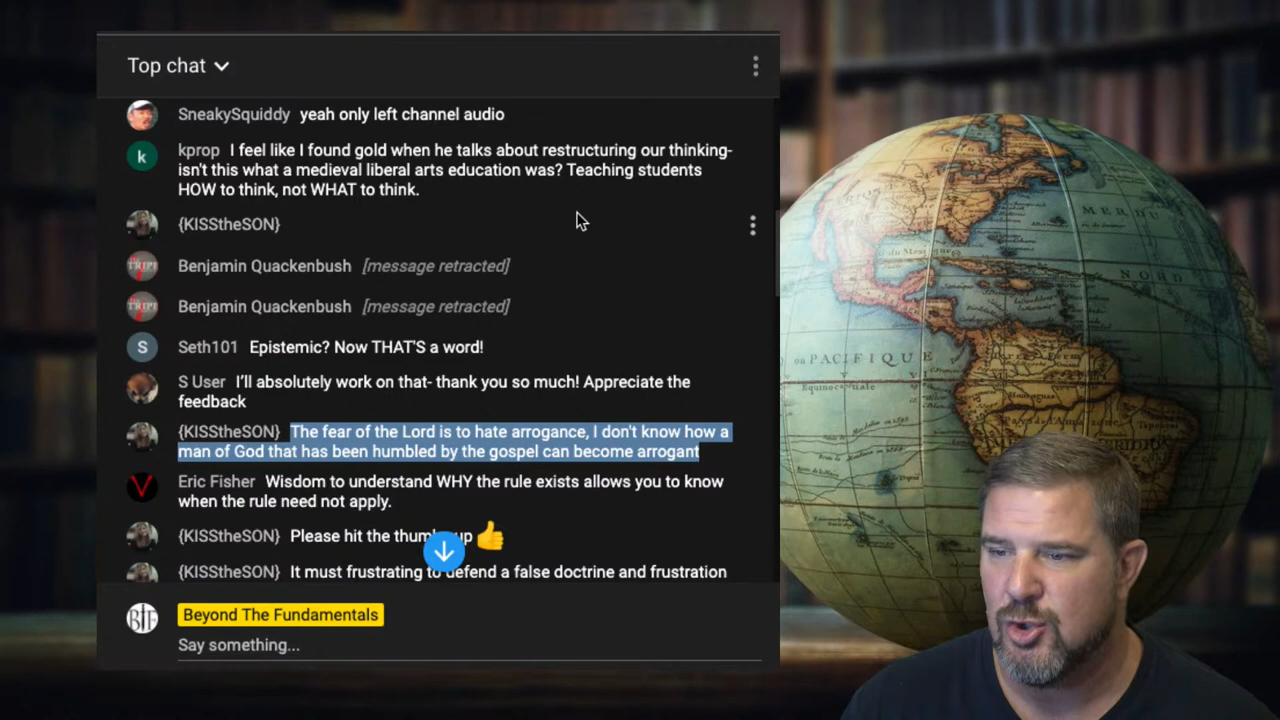 Top chat
SneakySquiddy yeah only left channel audio
kprop I feel like I found gold when he talks about restructuring our thinking-
isn't this what a medieval liberal arts education was? Teaching students
HOW to think, not WHAT to think.
{KISStheSON}
Benjamin Quackenbush [message retracted]
Benjamin Quackenbush [message retracted]
Seth101 Epistemic? Now THAT'S a word!
S User I'll absolutely work on that- thank you so much! Appreciate the
feedback
{KISStheSON} The fear of the Lord is to hate arrogance, I don't know how a
man of God that has been humbled by the gospel can become arrogant
Eric Fisher Wisdom to understand WHY the rule exists allows you to know
when the rule need not apply.
{KISStheSON} Please hit the thumb up 👍
{KISStheSON} It must frustrating to defend a false doctrine and frustration
Beyond The Fundamentals
Say something...
k
S
BTF
MER DU
NORD
PACIFIQUE